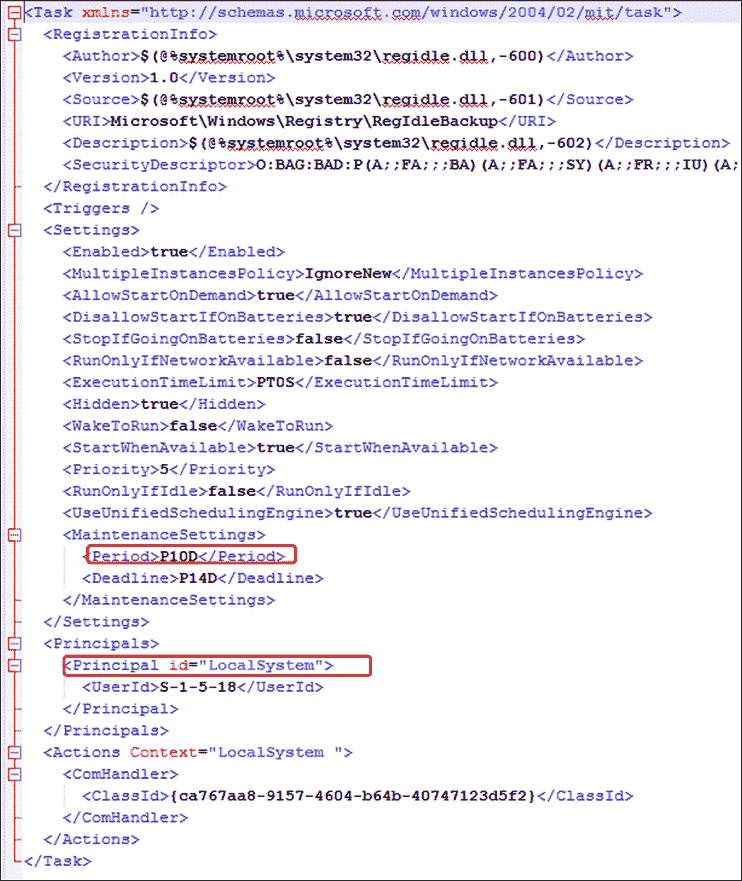 <Task xmlns="http://schemas.microsoft.com/windows/2004/02/mit/task">
<RegistrationInfo>
<Author>$(@%systemroot%\system32\regidle.dll,-600)</Author>
<Version>1.0</Version>
<Source>$(@%systemroot%\system32\regidle.dll,-601)</Source>
<URI>Microsoft\Windows\Registry\RegIdleBackup</URI>
<Description>$(@%systemroot%\system32\regidle.dll,-602)</Description>
<SecurityDescriptor>O:BAG:BAD:P(A;;FA;;;BA)(A;;FA;;;SY)(A;;FR;;;IU)(A;
</RegistrationInfo>
<Triggers />
<Settings>
<Enabled>true</Enabled>
<MultipleInstancesPolicy>IgnoreNew</MultipleInstancesPolicy>
<AllowStartOnDemand>true</AllowStartOnDemand>
<DisallowStartIfOnBatteries>true</DisallowStartIfOnBatteries>
<StopIfGoingOnBatteries>false</StopIfGoingOnBatteries>
<RunOnlyIfNetworkAvailable>false</RunOnlyIfNetworkAvailable>
<ExecutionTimeLimit>PT0S</ExecutionTimeLimit>
<Hidden>true</Hidden>
<WakeToRun>false</WakeToRun>
<StartWhenAvailable>true</StartWhenAvailable>
<Priority>5</Priority>
<RunOnlyIfIdle>false</RunOnlyIfIdle>
<UseUnifiedSchedulingEngine>true</UseUnifiedSchedulingEngine>
<MaintenanceSettings>
<Period>P10D</Period>
<Deadline>P14D</Deadline>
</MaintenanceSettings>
</Settings>
<Principals>
<Principal id="LocalSystem">
<UserId>S-1-5-18</UserId>
</Principal>
</Principals>
<Actions Context="LocalSystem ">
<ComHandler>
<ClassId>{ca767aa8-9157-4604-b64b-40747123d5f2}</ClassId>
</ComHandler>
</Actions>
</Task>